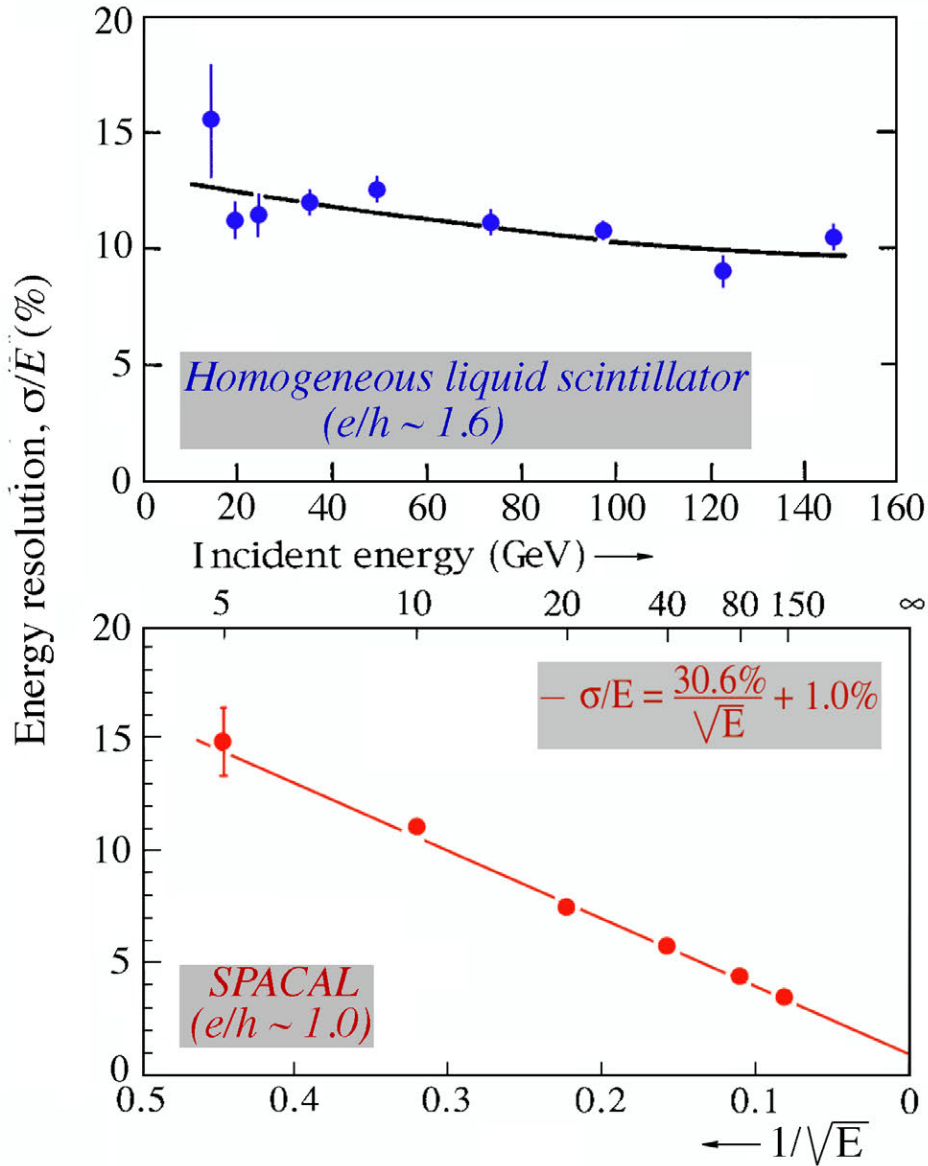 Energy resolution, σ/E (%)
20
15
10
5
0
Homogeneous liquid scintillator
(e/h ~ 1.6)
0 20 40 60 80 100 120 140 160
Incident energy (GeV) →
5 10 20 40 80 150 ∞
20
15
10
5
0
− σ/E = 30.6%/√E + 1.0%
SPACAL
(e/h ~ 1.0)
0.5 0.4 0.3 0.2 0.1 0
← 1/√E